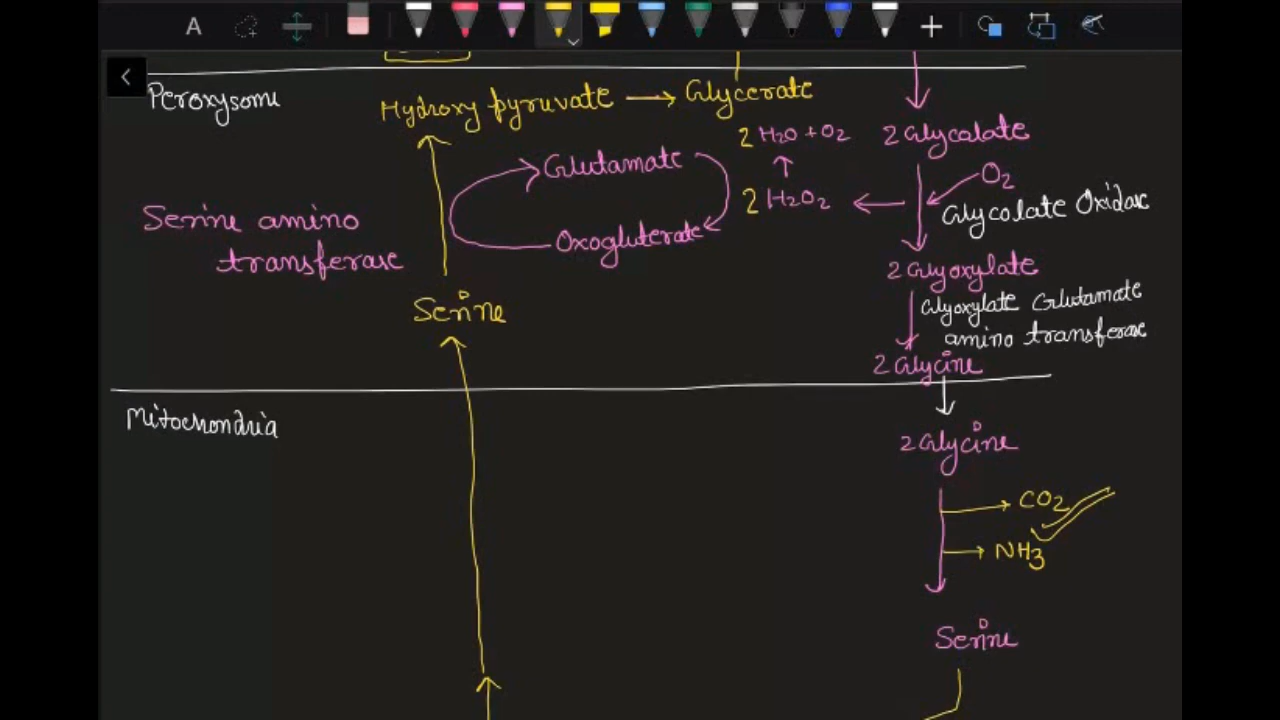 A
Peroxysome
Hydroxy pyruvate → Glycerate
2 H2O + O2
2 Glycolate
Glutamate
O2
2 H2O2
Glycolate Oxidase
Serine amino
transferase
Oxogluterate
2 Glyoxylate
Glyoxylate Glutamate
amino transferase
Serine
2 Glycine
Mitochondria
2 Glycine
CO2
NH3
Serine